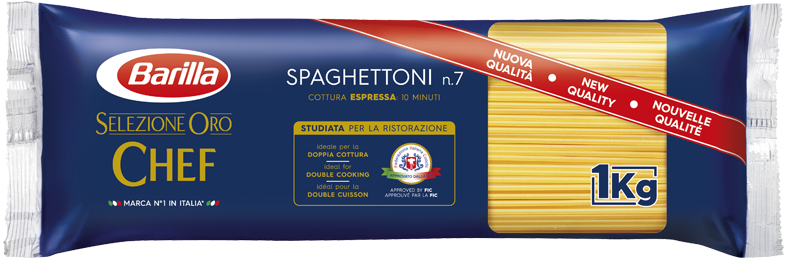 Barilla
SELEZIONE ORO
CHEF
MARCA N°1 IN ITALIA*
SPAGHETTONI n.7
COTTURA ESPRESSA: 10 MINUTI
STUDIATA PER LA RISTORAZIONE
ideale per la
DOPPIA COTTURA
ideal for
DOUBLE COOKING
idéal pour la
DOUBLE CUISSON
APPROVED BY FIC
APPROUVÉ PAR LA FIC
NUOVA
QUALITÀ
NEW
QUALITY
NOUVELLE
QUALITÉ
1Kg